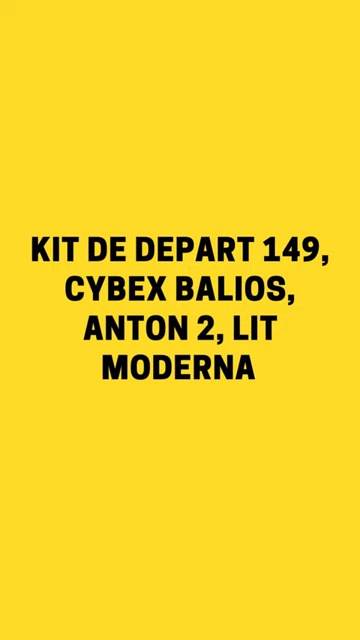 KIT DE DEPART 149,
CYBEX BALIOS,
ANTON 2, LIT
MODERNA